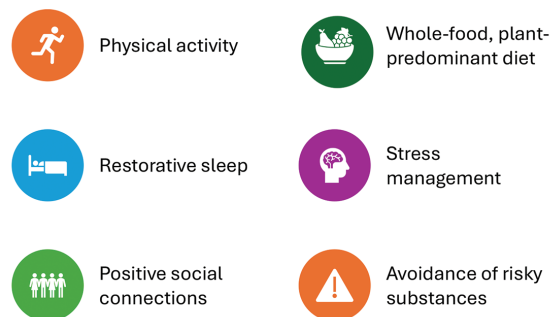 Physical activity
Whole-food, plant-
predominant diet
Restorative sleep
Stress
management
Positive social
connections
Avoidance of risky
substances